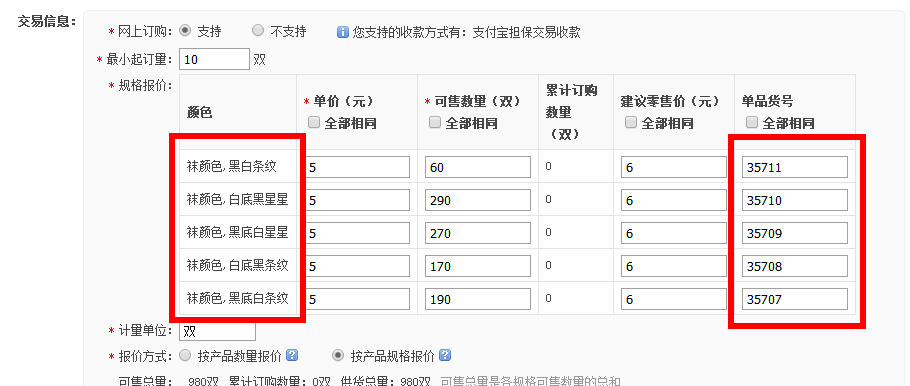 交易信息：
* 网上订购： 支持 不支持 您支持的收款方式有：支付宝担保交易收款
* 最小起订量： 10 双
* 规格报价：
颜色 * 单价（元） 全部相同 * 可售数量（双） 全部相同 累计订购数量（双） 建议零售价（元） 全部相同 单品货号 全部相同
袜颜色,黑白条纹 5 60 0 6 35711
袜颜色,白底黑星星 5 290 0 6 35710
袜颜色,黑底白星星 5 270 0 6 35709
袜颜色,白底黑条纹 5 170 0 6 35708
袜颜色,黑底白条纹 5 190 0 6 35707
* 计量单位： 双
* 报价方式： 按产品数量报价 ? 按产品规格报价 ?
可售总量： 980双 累计订购数量：0双 供货总量：980双 可售总量是各规格可售数量的总和